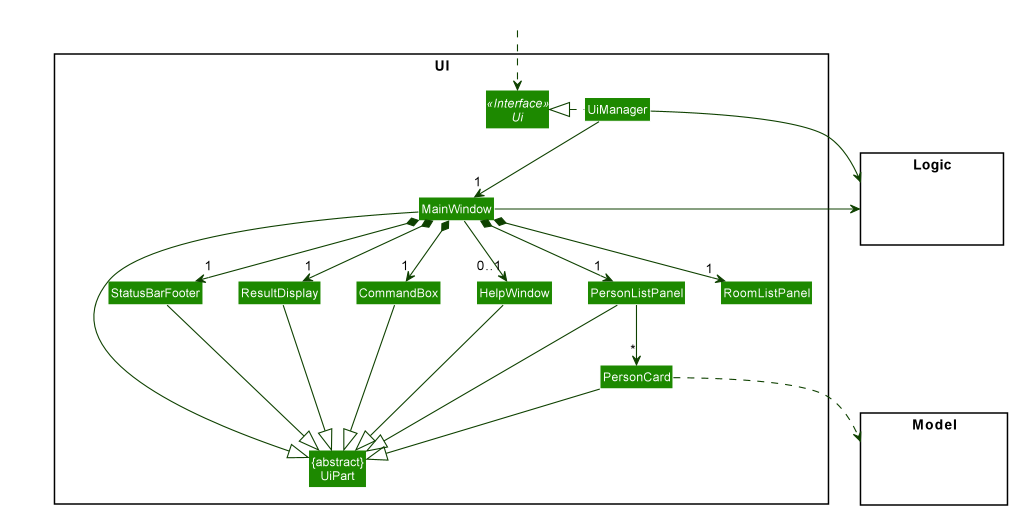 UI
«Interface»
Ui
UiManager
Logic
1
MainWindow
1
1
1
0..1
1
1
StatusBarFooter
ResultDisplay
CommandBox
HelpWindow
PersonListPanel
RoomListPanel
*
PersonCard
Model
{abstract}
UiPart